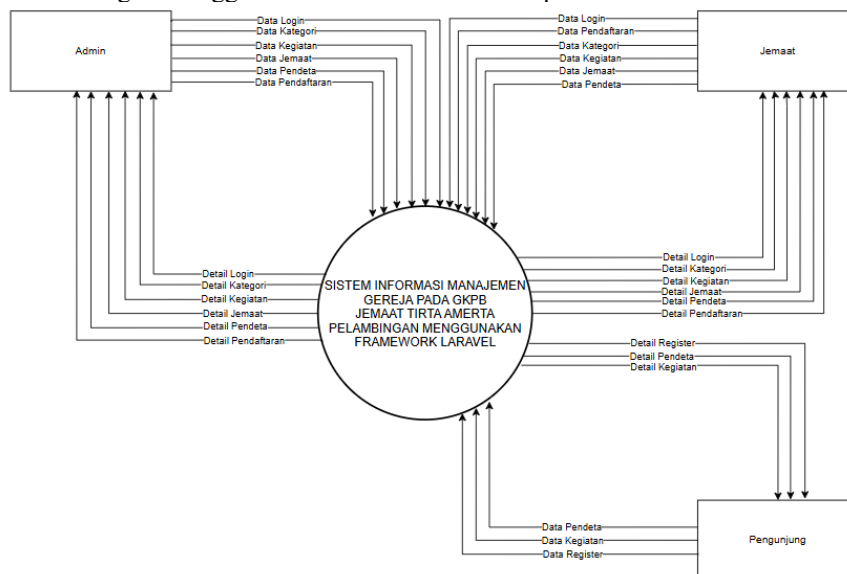 Admin
Data Login
Data Kategori
Data Kegiatan
Data Jemaat
Data Pendeta
Data Pendaftaran
Data Login
Data Pendaftaran
Data Kategori
Data Kegiatan
Data Jemaat
Data Pendeta
Jemaat
Detail Login
Detail Kategori
Detail Kegiatan
Detail Jemaat
Detail Pendeta
Detail Pendaftaran
SISTEM INFORMASI MANAJEMEN
GEREJA PADA GKPB
JEMAAT TIRTA AMERTA
PELAMBINGAN MENGGUNAKAN
FRAMEWORK LARAVEL
Detail Login
Detail Kategori
Detail Kegiatan
Detail Jemaat
Detail Pendeta
Detail Pendaftaran
Detail Register
Detail Pendeta
Detail Kegiatan
Data Pendeta
Data Kegiatan
Data Register
Pengunjung